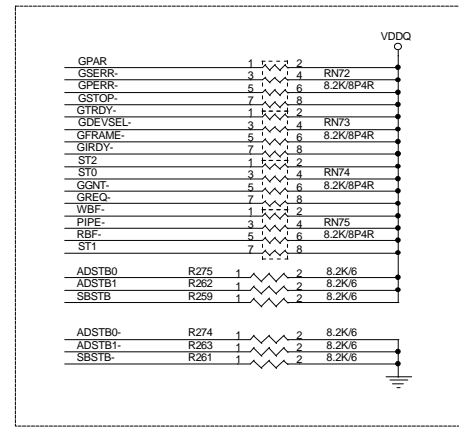 VDDQ
GPAR 1 2
GSERR- 3 4 RN72
GPERR- 5 6 8.2K/8P4R
GSTOP- 7 8
GTRDY- 1 2
GDEVSEL- 3 4 RN73
GFRAME- 5 6 8.2K/8P4R
GIRDY- 7 8
ST2 1 2
ST0 3 4 RN74
GGNT- 5 6 8.2K/8P4R
GREQ- 7 8
WBF- 1 2
PIPE- 3 4 RN75
RBF- 5 6 8.2K/8P4R
ST1 7 8
ADSTB0 R275 1 2 8.2K/6
ADSTB1 R262 1 2 8.2K/6
SBSTB R259 1 2 8.2K/6
ADSTB0- R274 1 2 8.2K/6
ADSTB1- R263 1 2 8.2K/6
SBSTB- R261 1 2 8.2K/6